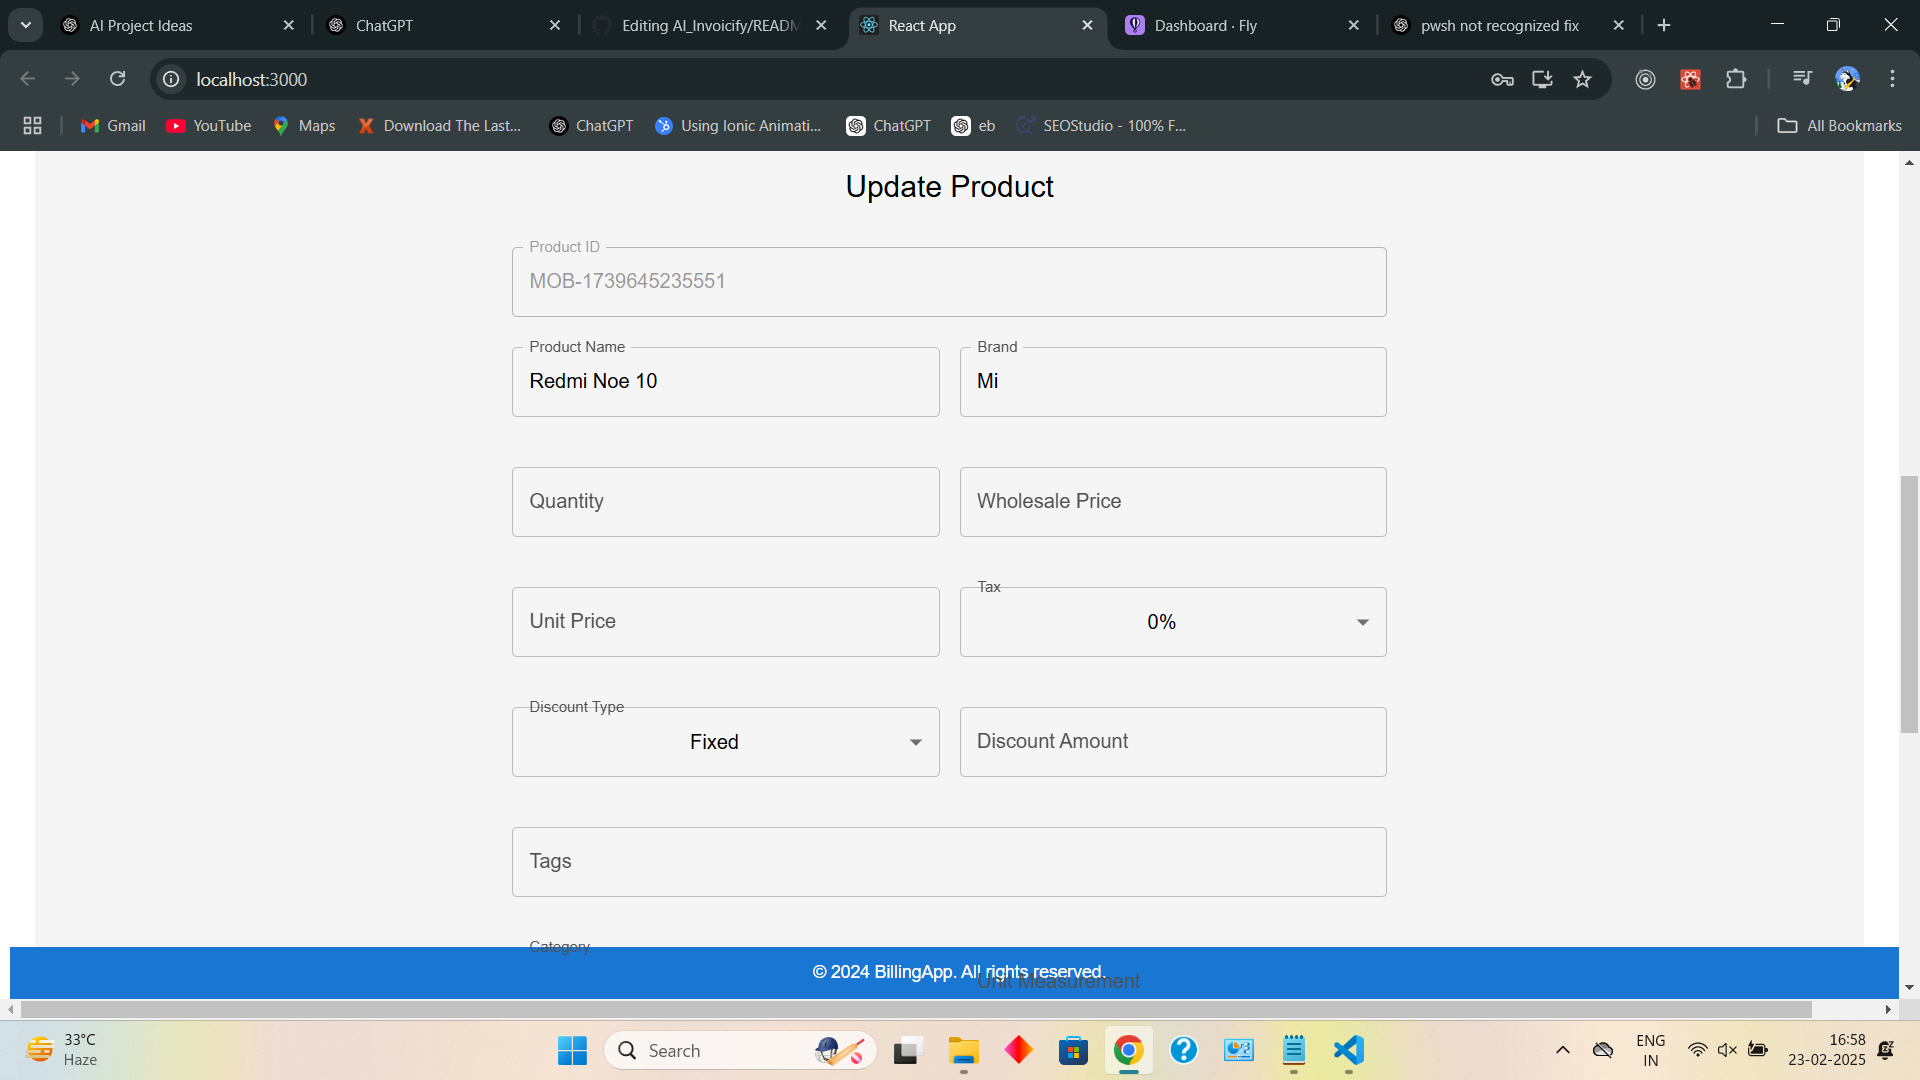 AI Project Ideas
ChatGPT
Editing AI_Invoicify/READM
React App
Dashboard · Fly
pwsh not recognized fix
localhost:3000
Gmail
YouTube
Maps
Download The Last...
ChatGPT
Using Ionic Animati...
ChatGPT
eb
SEOStudio - 100% F...
All Bookmarks
Update Product
Product ID
MOB-1739645235551
Product Name
Redmi Noe 10
Brand
Mi
Quantity
Wholesale Price
Unit Price
Tax
0%
Discount Type
Fixed
Discount Amount
Tags
Category
© 2024 BillingApp. All rights reserved.
Unit Measurement
33°C
Haze
Search
ENG
IN
16:58
23-02-2025